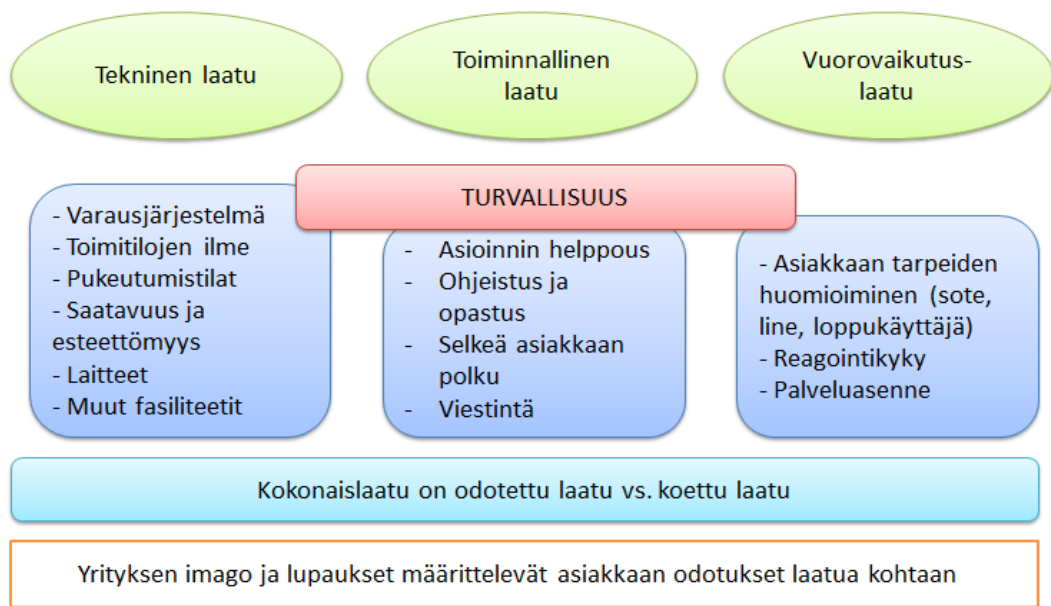 Tekninen laatu
Toiminnallinen
laatu
Vuorovaikutus-
laatu
TURVALLISUUS
- Varausjärjestelmä
- Toimitilojen ilme
- Pukeutumistilat
- Saatavuus ja
esteettömyys
- Laitteet
- Muut fasiliteetit
- Asioinnin helppous
- Ohjeistus ja
opastus
- Selkeä asiakkaan
polku
- Viestintä
- Asiakkaan tarpeiden
huomioiminen (sote,
line, loppukäyttäjä)
- Reagointikyky
- Palveluasenne
Kokonaislaatu on odotettu laatu vs. koettu laatu
Yrityksen imago ja lupaukset määrittelevät asiakkaan odotukset laatua kohtaan